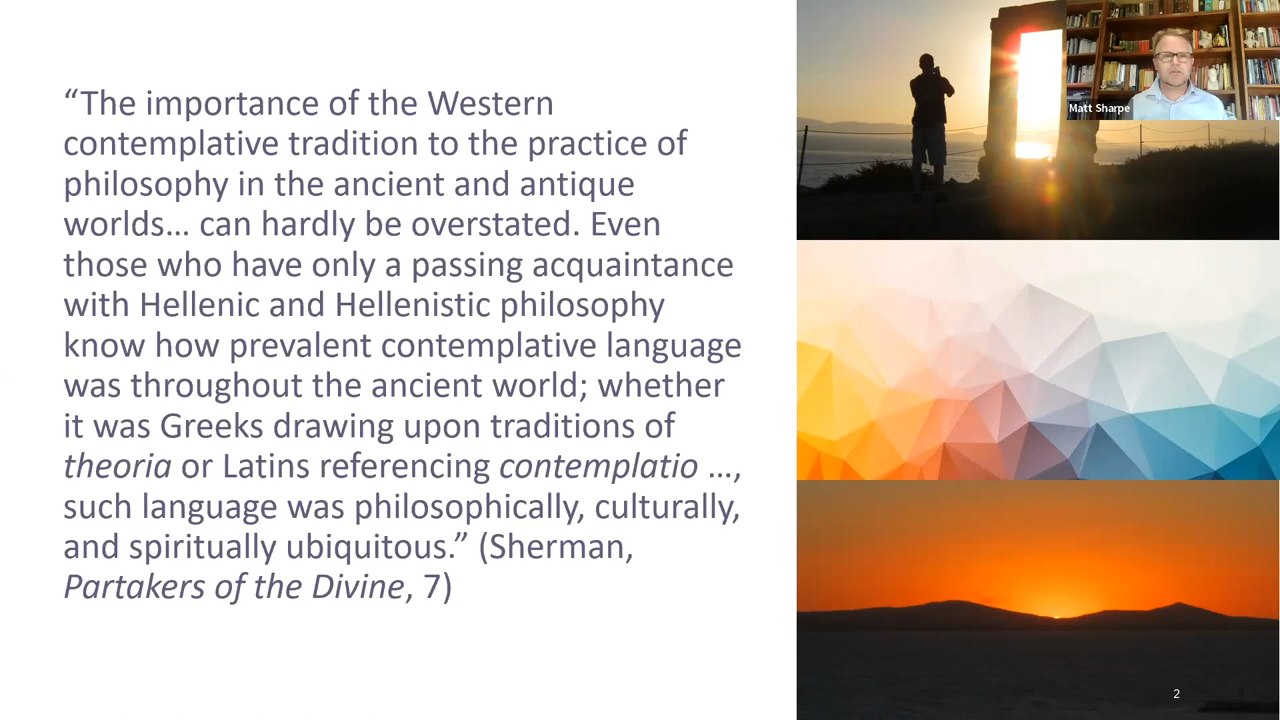 “The importance of the Western
contemplative tradition to the practice of
philosophy in the ancient and antique
worlds… can hardly be overstated. Even
those who have only a passing acquaintance
with Hellenic and Hellenistic philosophy
know how prevalent contemplative language
was throughout the ancient world; whether
it was Greeks drawing upon traditions of
theoria or Latins referencing contemplatio …,
such language was philosophically, culturally,
and spiritually ubiquitous.” (Sherman,
Partakers of the Divine, 7)
Matt Sharpe
2